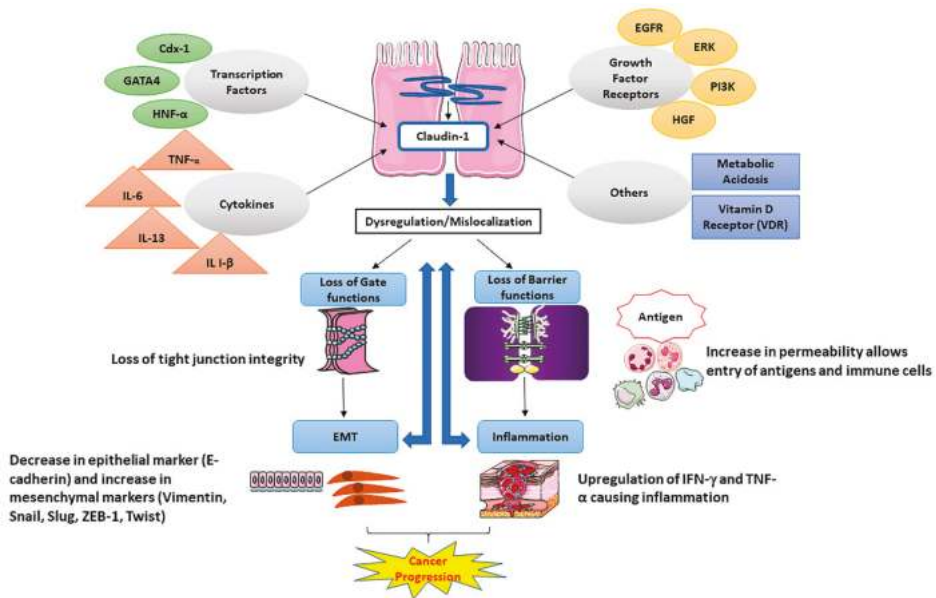 Cdx-1
GATA4
HNF-α
Transcription
Factors
TNF-α
IL-6
IL-13
IL I-β
Cytokines
Claudin-1
EGFR
ERK
PI3K
HGF
Growth
Factor
Receptors
Others
Metabolic
Acidosis
Vitamin D
Receptor (VDR)
Dysregulation/Mislocalization
Loss of Gate
functions
Loss of Barrier
functions
Loss of tight junction integrity
Antigen
Increase in permeability allows
entry of antigens and immune cells
EMT
Inflammation
Decrease in epithelial marker (E-
cadherin) and increase in
mesenchymal markers (Vimentin,
Snail, Slug, ZEB-1, Twist)
Upregulation of IFN-γ and TNF-
α causing inflammation
Cancer
Progression